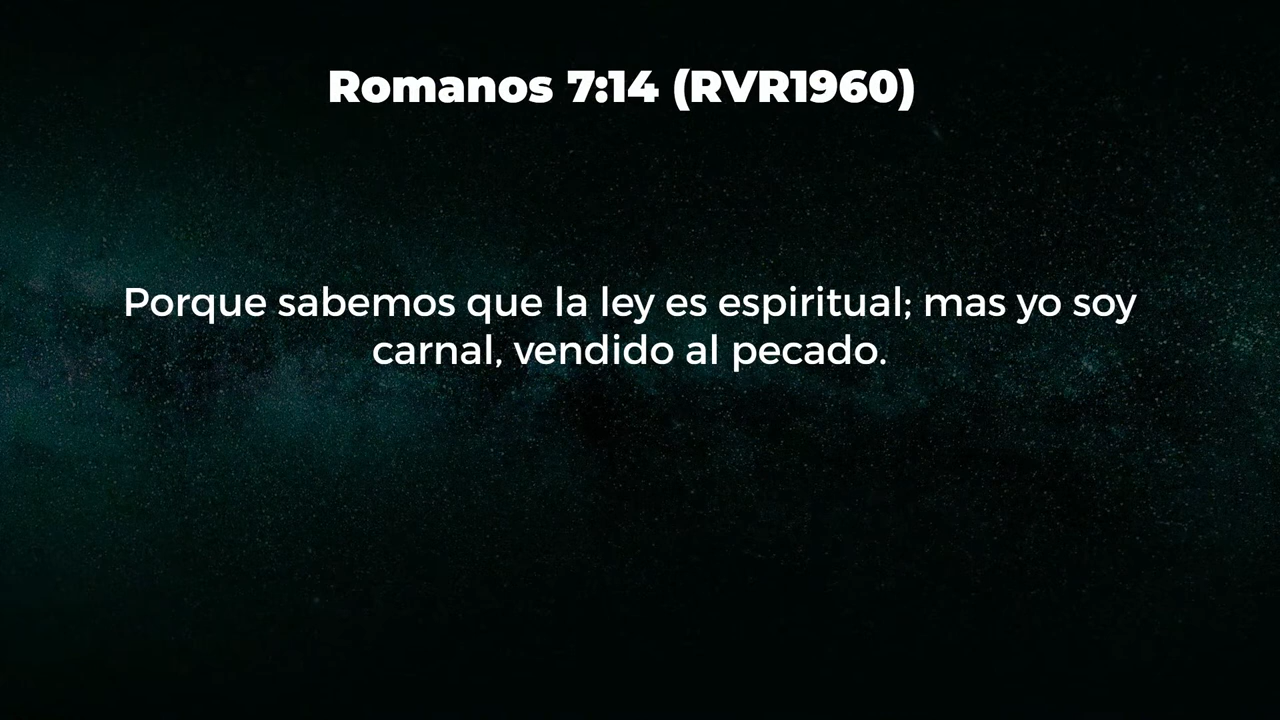 Romanos 7:14 (RVR1960)
Porque sabemos que la ley es espiritual; mas yo soy
carnal, vendido al pecado.